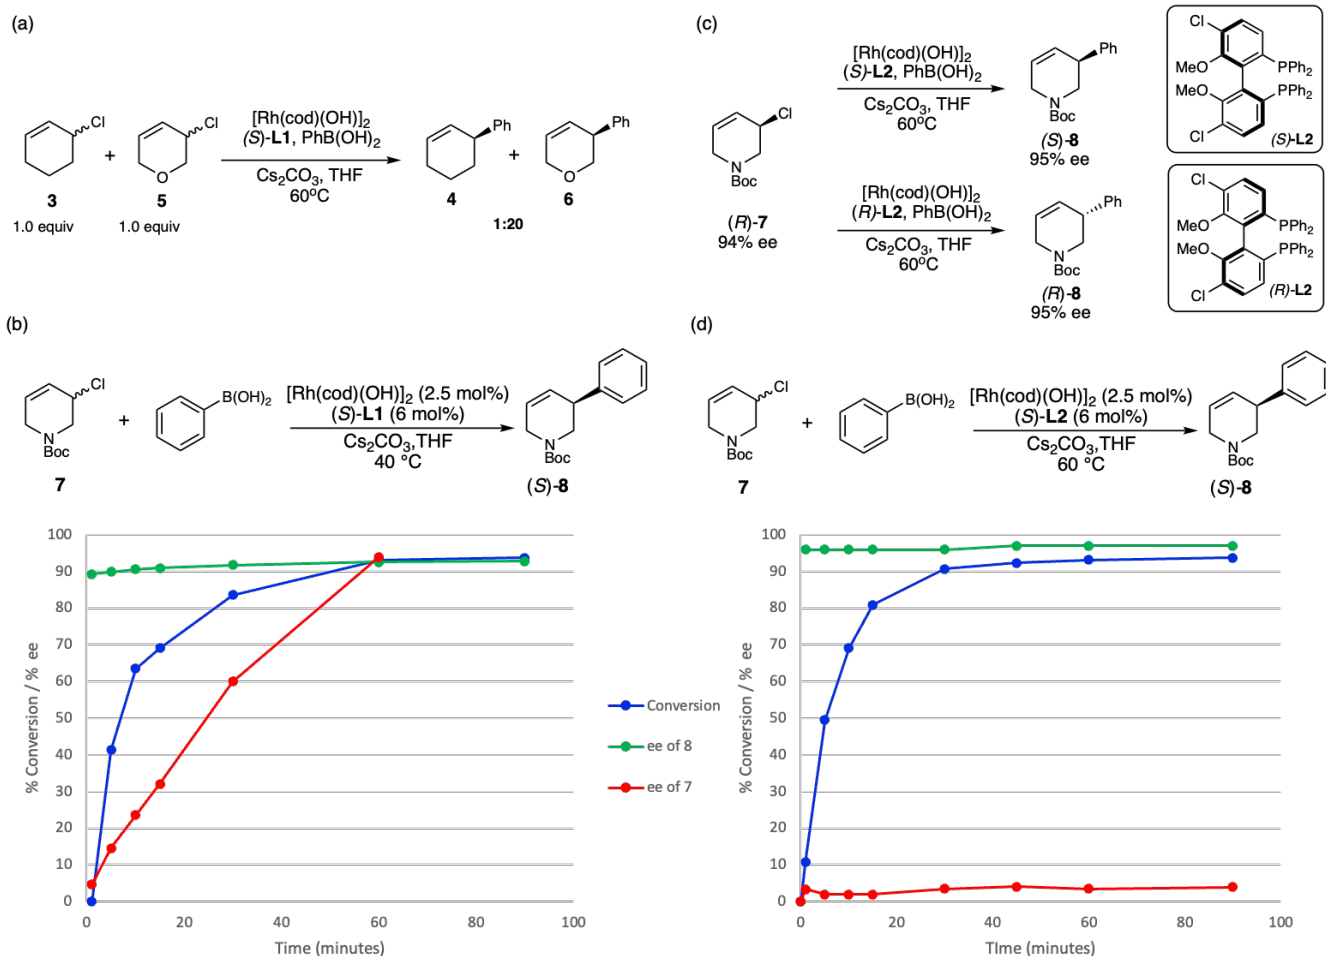 (a)
Cl
Cl
O
+
3
5
1.0 equiv
1.0 equiv
[Rh(cod)(OH)]2
(S)-L1, PhB(OH)2
Cs2CO3, THF
60ºC
Ph
Ph
O
+
4
6
1:20
(c)
Cl
N
Boc
(R)-7
94% ee
[Rh(cod)(OH)]2
(S)-L2, PhB(OH)2
Cs2CO3, THF
60ºC
Ph
N
Boc
(S)-8
95% ee
[Rh(cod)(OH)]2
(R)-L2, PhB(OH)2
Cs2CO3, THF
60ºC
Ph
N
Boc
(R)-8
95% ee
Cl
MeO
PPh2
MeO
PPh2
Cl
(S)-L2
Cl
MeO
PPh2
MeO
PPh2
Cl
(R)-L2
(b)
Cl
N
Boc
7
+
B(OH)2
[Rh(cod)(OH)]2 (2.5 mol%)
(S)-L1 (6 mol%)
Cs2CO3,THF
40 °C
N
Boc
(S)-8
% Conversion / % ee
100
90
80
70
60
50
40
30
20
10
0
0
20
40
60
80
100
TIme (minutes)
Conversion
ee of 8
ee of 7
(d)
Cl
N
Boc
7
+
B(OH)2
[Rh(cod)(OH)]2 (2.5 mol%)
(S)-L2 (6 mol%)
Cs2CO3,THF
60 °C
N
Boc
(S)-8
% Conversion / % ee
100
90
80
70
60
50
40
30
20
10
0
0
20
40
60
80
100
TIme (minutes)